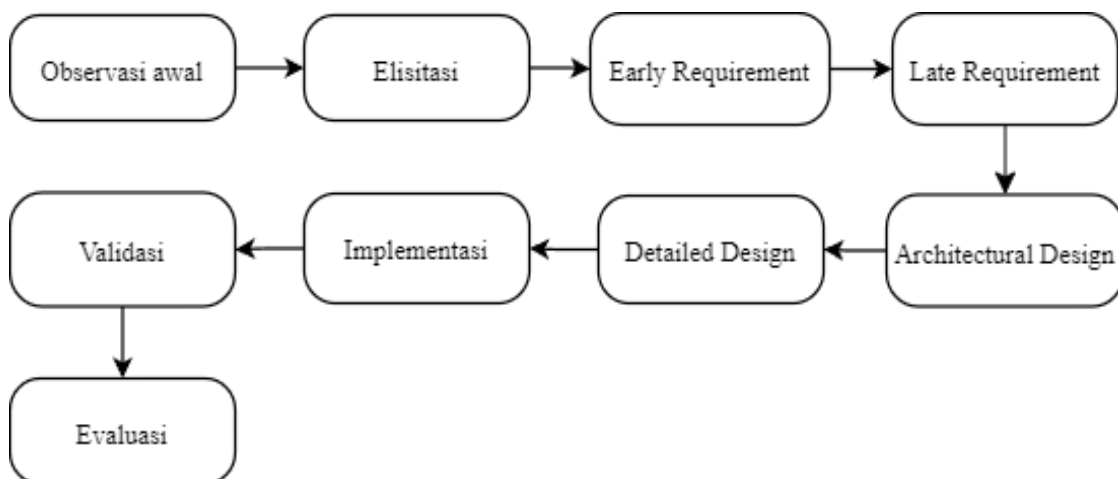 Observasi awal
Elisitasi
Early Requirement
Late Requirement
Architectural Design
Detailed Design
Implementasi
Validasi
Evaluasi